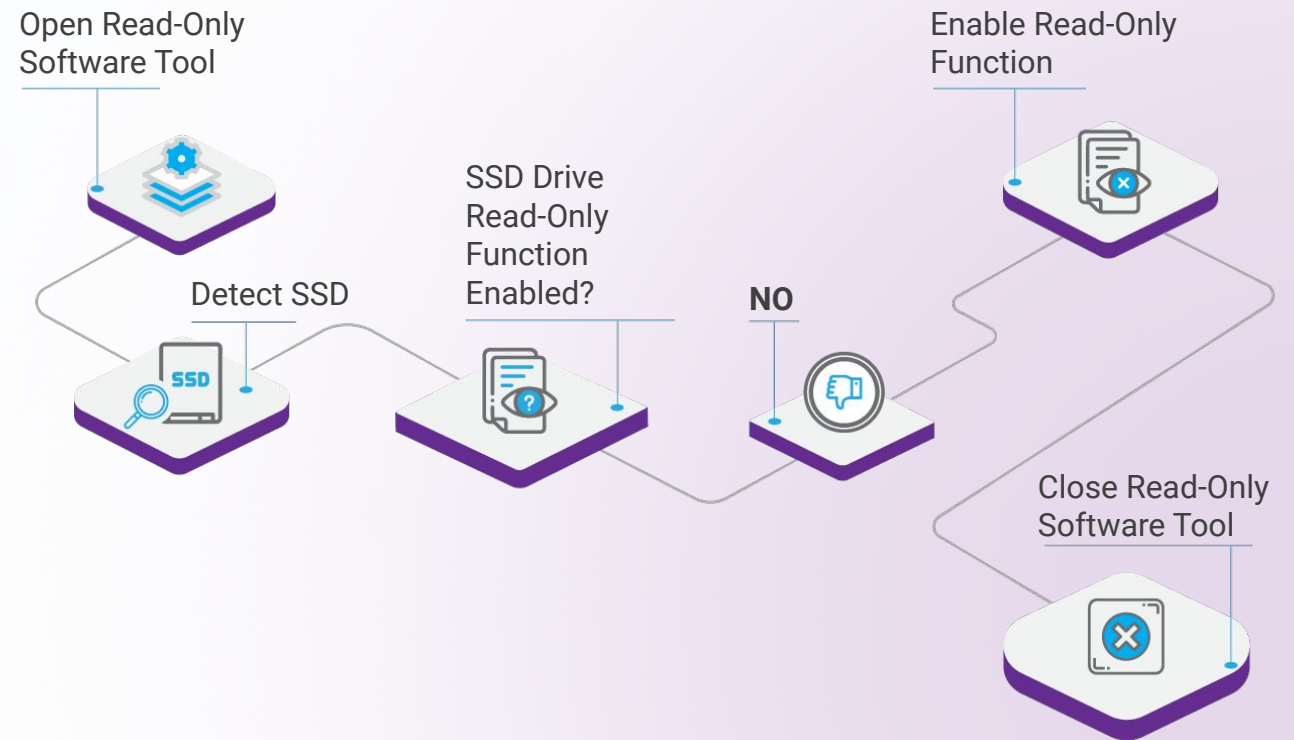 Open Read-Only
Software Tool
Detect SSD
SSD
SSD Drive
Read-Only
Function
Enabled?
?
NO
Enable Read-Only
Function
Close Read-Only
Software Tool